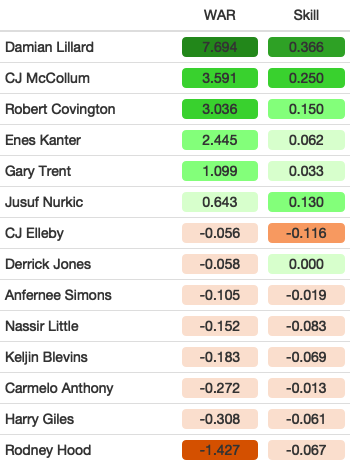 WAR Skill
Damian Lillard 7.694 0.366
CJ McCollum 3.591 0.250
Robert Covington 3.036 0.150
Enes Kanter 2.445 0.062
Gary Trent 1.099 0.033
Jusuf Nurkic 0.643 0.130
CJ Elleby -0.056 -0.116
Derrick Jones -0.058 0.000
Anfernee Simons -0.105 -0.019
Nassir Little -0.152 -0.083
Keljin Blevins -0.183 -0.069
Carmelo Anthony -0.272 -0.013
Harry Giles -0.308 -0.061
Rodney Hood -1.427 -0.067